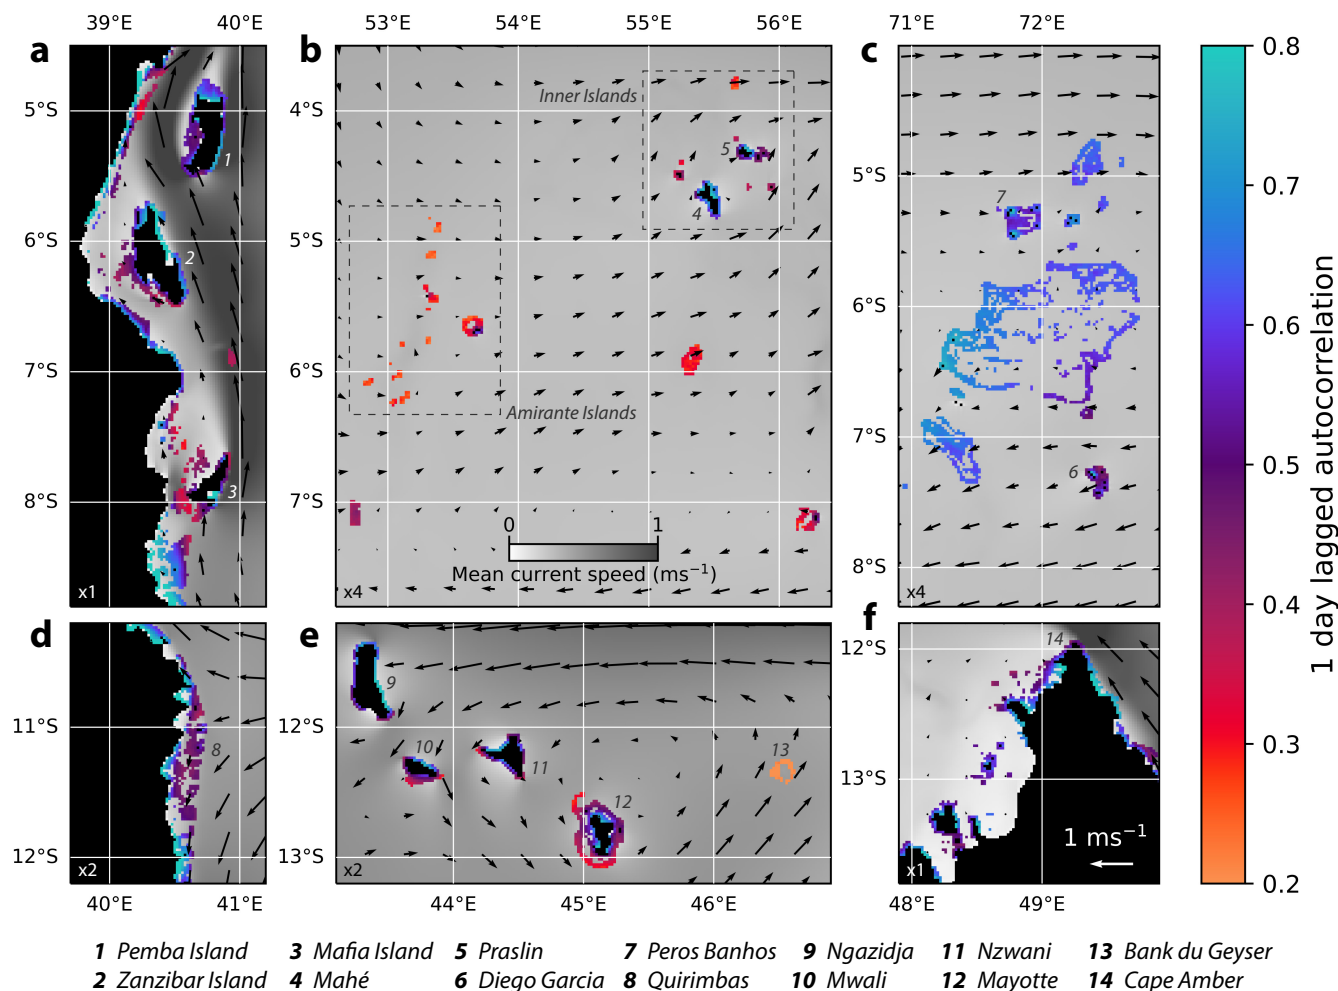 39°E 40°E 53°E 54°E 55°E 56°E 71°E 72°E
a b c
5°S 6°S 7°S 8°S
4°S 5°S 6°S 7°S
5°S 6°S 7°S 8°S
1 2 3
x1
Inner Islands
5
4
Amirante Islands
0 1
Mean current speed (ms⁻¹)
x4
7
6
x4
0.8
0.7
0.6
0.5
0.4
0.3
0.2
1 day lagged autocorrelation
d e f
11°S 12°S
12°S 13°S
12°S 13°S
8
x2
9
10
11
12
13
x2
14
1 ms⁻¹
x1
40°E 41°E 44°E 45°E 46°E 48°E 49°E
1 Pemba Island 3 Mafia Island 5 Praslin 7 Peros Banhos 9 Ngazidja 11 Nzwani 13 Bank du Geyser
2 Zanzibar Island 4 Mahé 6 Diego Garcia 8 Quirimbas 10 Mwali 12 Mayotte 14 Cape Amber